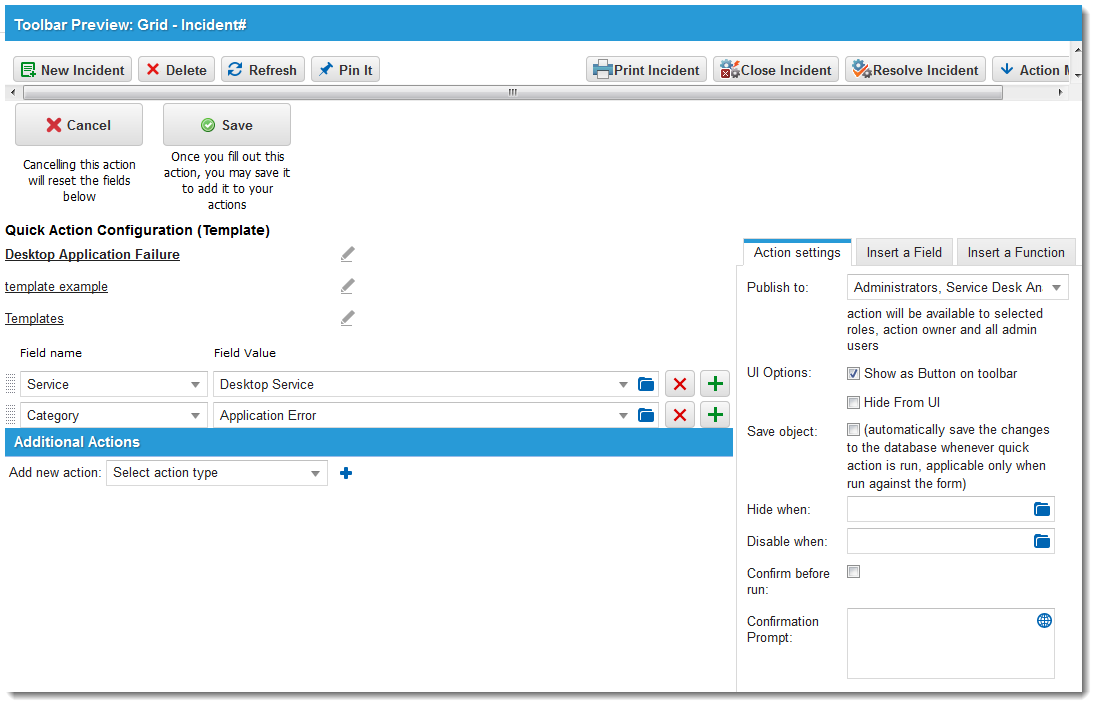 Toolbar Preview: Grid - Incident#
New Incident Delete Refresh Pin It Print Incident Close Incident Resolve Incident Action
Cancel Save
Cancelling this action
will reset the fields
below
Once you fill out this
action, you may save it
to add it to your
actions
Quick Action Configuration (Template)
Desktop Application Failure
template example
Templates
Field name Field Value
Service Desktop Service
Category Application Error
Additional Actions
Add new action: Select action type
Action settings Insert a Field Insert a Function
Publish to: Administrators, Service Desk An
action will be available to selected
roles, action owner and all admin
users
UI Options: Show as Button on toolbar
Hide From UI
Save object: (automatically save the changes
to the database whenever quick
action is run, applicable only when
run against the form)
Hide when:
Disable when:
Confirm before
run:
Confirmation
Prompt: